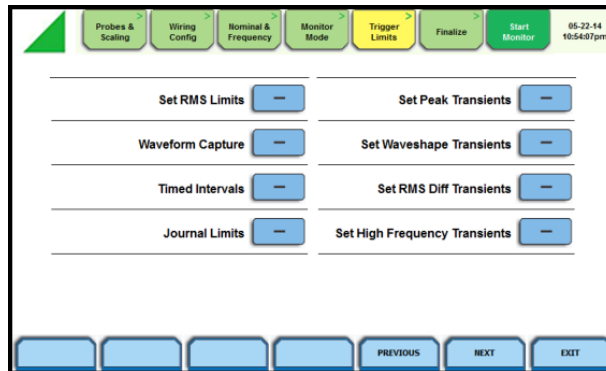 Probes & Scaling
Wiring Config
Nominal & Frequency
Monitor Mode
Trigger Limits
Finalize
Start Monitor
05-22-14
10:54:07pm
Set RMS Limits
Set Peak Transients
Waveform Capture
Set Waveshape Transients
Timed Intervals
Set RMS Diff Transients
Journal Limits
Set High Frequency Transients
PREVIOUS
NEXT
EXIT